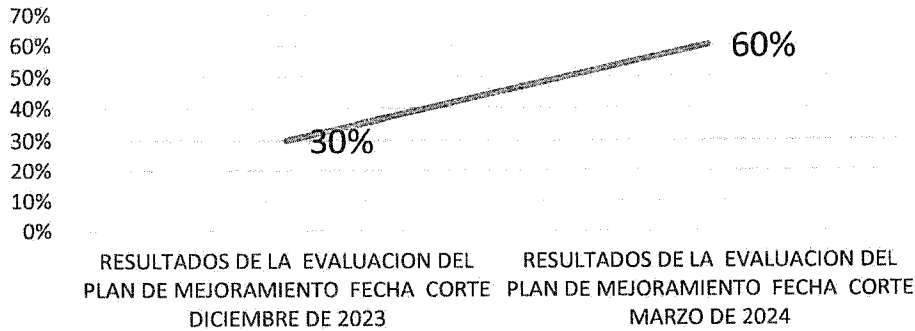 70%
60%
50%
40%
30%
20%
10%
0%
60%
30%
RESULTADOS DE LA EVALUACION DEL
PLAN DE MEJORAMIENTO FECHA CORTE
DICIEMBRE DE 2023
RESULTADOS DE LA EVALUACION DEL
PLAN DE MEJORAMIENTO FECHA CORTE
MARZO DE 2024